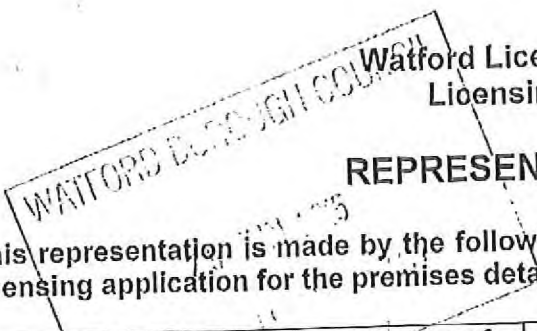 Watford Lice
Licensi
WATFORD BOROUGH COUNCIL
REPRESEN
his representation is made by the follow
ensing application for the premises deta